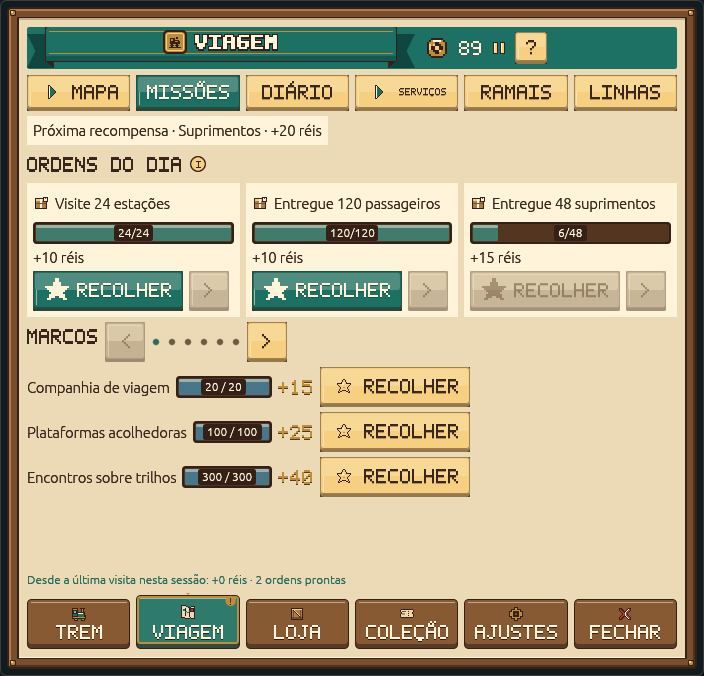 VIAGEM
89
?
MAPA
MISSÕES
DIÁRIO
SERVIÇOS
RAMAIS
LINHAS
Próxima recompensa · Suprimentos · +20 réis
ORDENS DO DIA I
Visite 24 estações
24/24
+10 réis
RECOLHER >
Entregue 120 passageiros
120/120
+10 réis
RECOLHER >
Entregue 48 suprimentos
6/48
+15 réis
RECOLHER >
MARCOS < >
Companhia de viagem 20 / 20 +15 RECOLHER
Plataformas acolhedoras 100 / 100 +25 RECOLHER
Encontros sobre trilhos 300 / 300 +40 RECOLHER
Desde a última visita nesta sessão: +0 réis · 2 ordens prontas
TREM
VIAGEM
!
LOJA
COLEÇÃO
AJUSTES
FECHAR